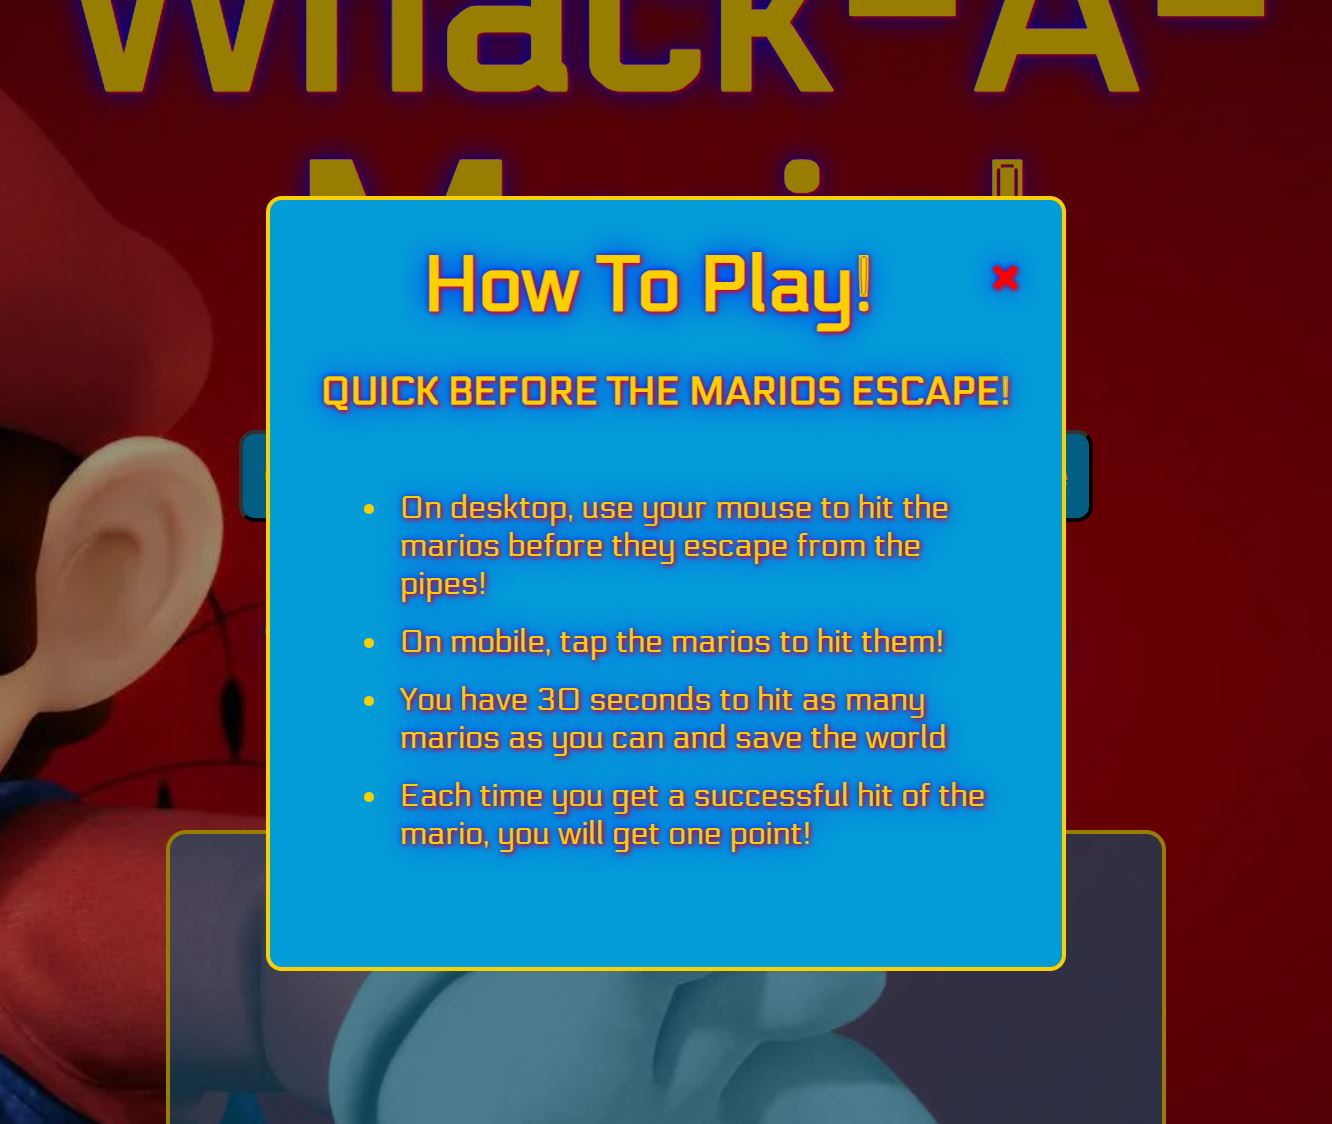 Whack-A-
Mario!
How To Play!
QUICK BEFORE THE MARIOS ESCAPE!
On desktop, use your mouse to hit the
marios before they escape from the
pipes!
On mobile, tap the marios to hit them!
You have 30 seconds to hit as many
marios as you can and save the world
Each time you get a successful hit of the
mario, you will get one point!